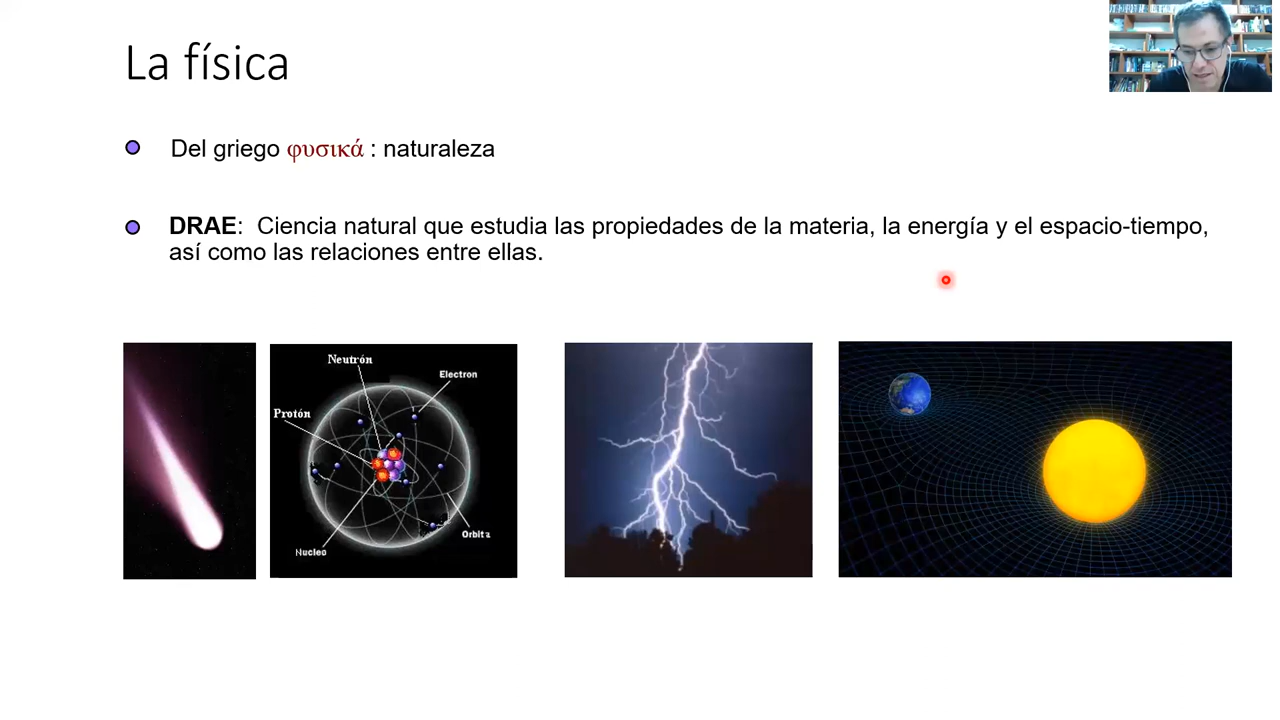 La física
Del griego φυσικά : naturaleza
DRAE: Ciencia natural que estudia las propiedades de la materia, la energía y el espacio-tiempo,
así como las relaciones entre ellas.
Neutrón
Electron
Protón
Orbita
Nucleo